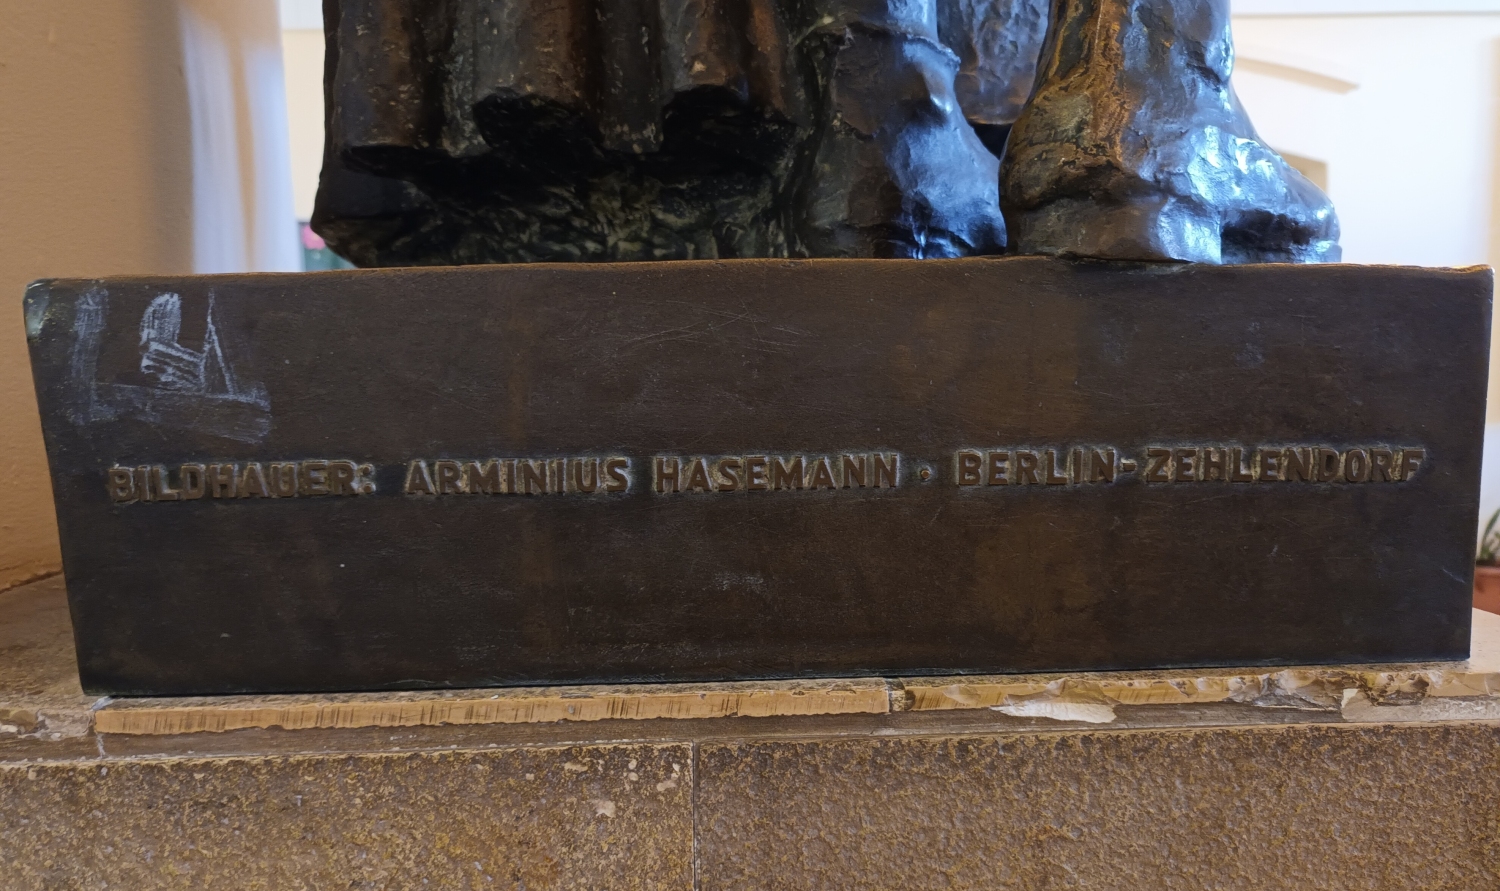 BILDHAUER: ARMINIUS HASEMANN · BERLIN-ZEHLENDORF